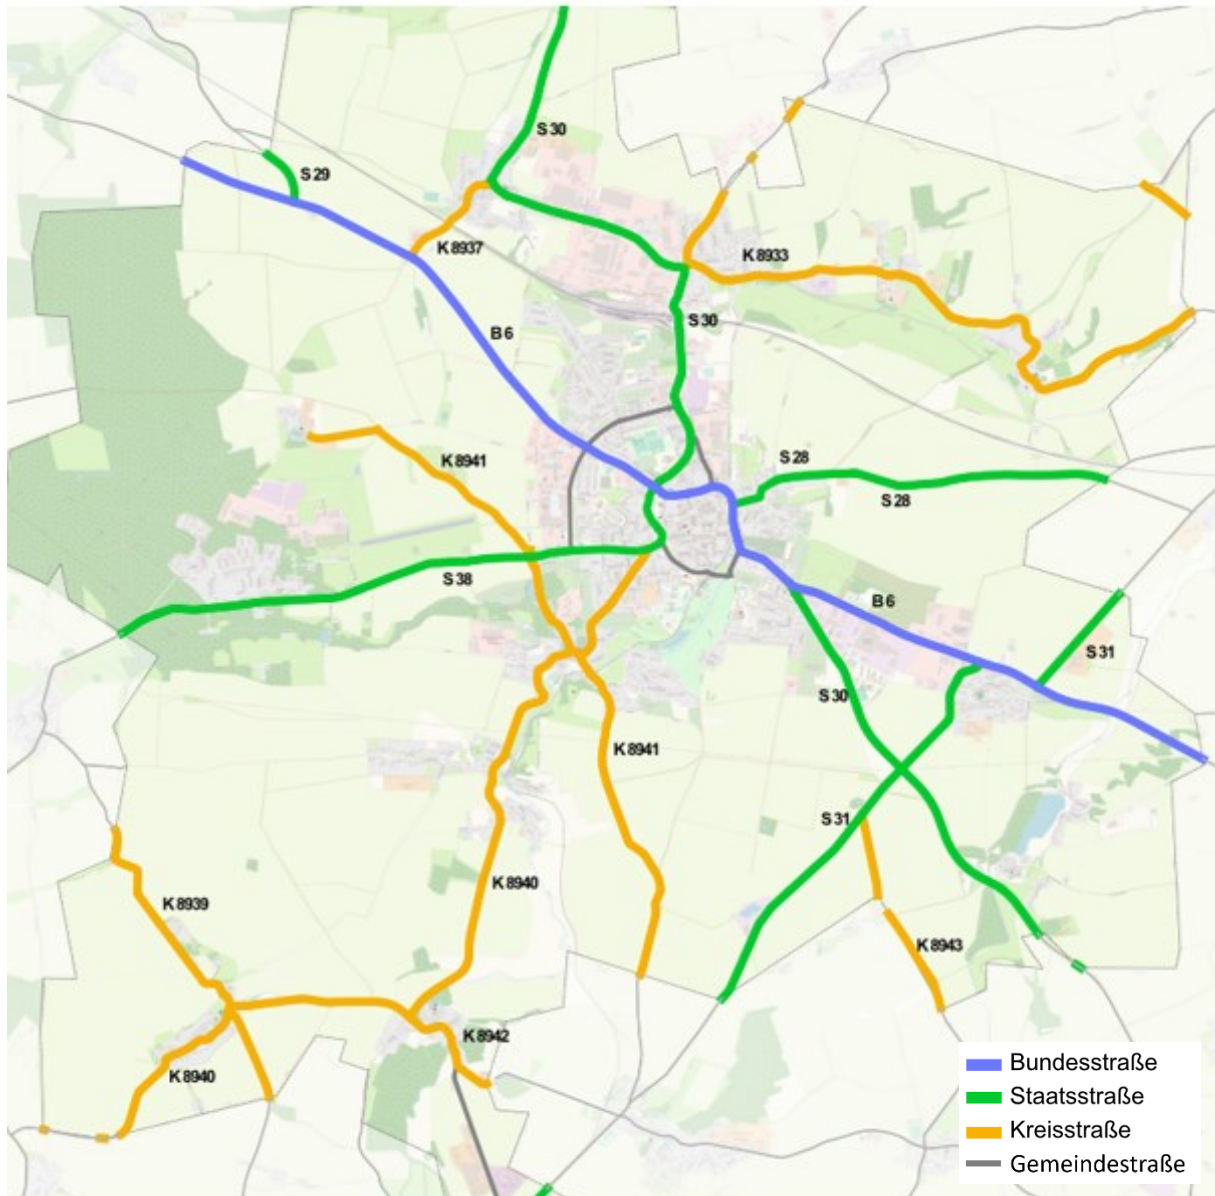 S 30
S 29
K 8937
K 8933
S 30
B 6
K 8941
S 28
S 28
S 38
B 6
S 31
S 30
K 8941
S 31
K 8940
K 8939
K 8943
K 8942
K 8940
Bundesstraße
Staatsstraße
Kreisstraße
Gemeindestraße